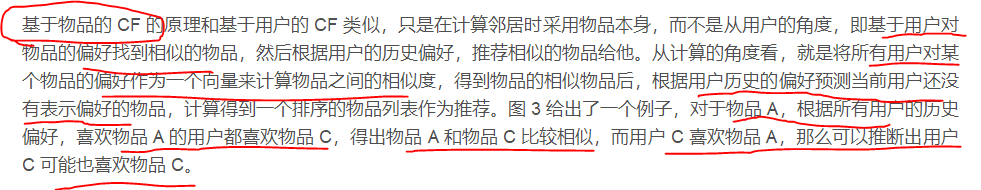 基于物品的 CF 的原理和基于用户的 CF 类似，只是在计算邻居时采用物品本身，而不是从用户的角度，即基于用户对
物品的偏好找到相似的物品，然后根据用户的历史偏好，推荐相似的物品给他。从计算的角度看，就是将所有用户对某
个物品的偏好作为一个向量来计算物品之间的相似度，得到物品的相似物品后，根据用户历史的偏好预测当前用户还没
有表示偏好的物品，计算得到一个排序的物品列表作为推荐。图 3 给出了一个例子，对于物品 A，根据所有用户的历史
偏好，喜欢物品 A 的用户都喜欢物品 C，得出物品 A 和物品 C 比较相似，而用户 C 喜欢物品 A，那么可以推断出用户
C 可能也喜欢物品 C。